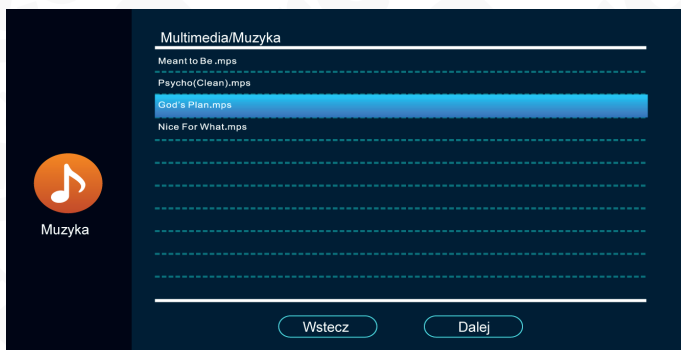 Multimedia/Muzyka
Meant to Be .mps
Psycho(Clean).mps
God's Plan.mps
Nice For What.mps
Muzyka
Wstecz
Dalej